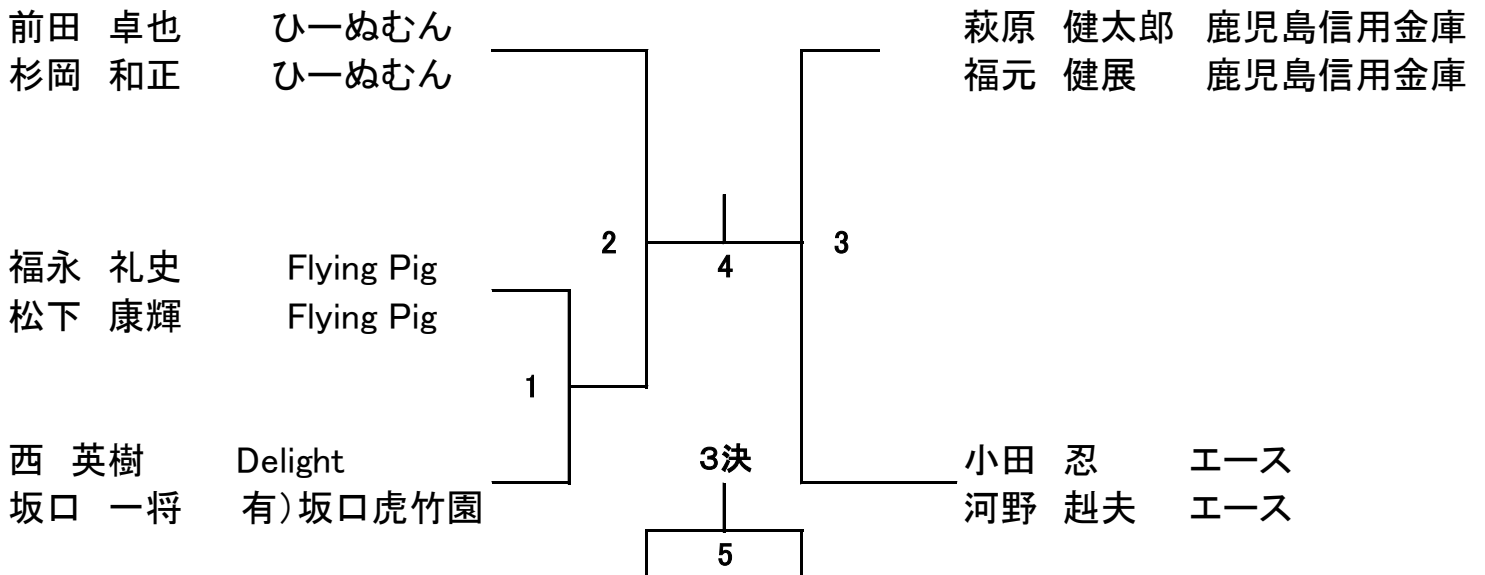 前田 卓也 ひーぬむん
杉岡 和正 ひーぬむん
萩原 健太郎 鹿児島信用金庫
福元 健展 鹿児島信用金庫
2
3
4
福永 礼史 Flying Pig
松下 康輝 Flying Pig
1
西 英樹 Delight
坂口 一将 有)坂口虎竹園
3決
5
小田 忍 エース
河野 赳夫 エース